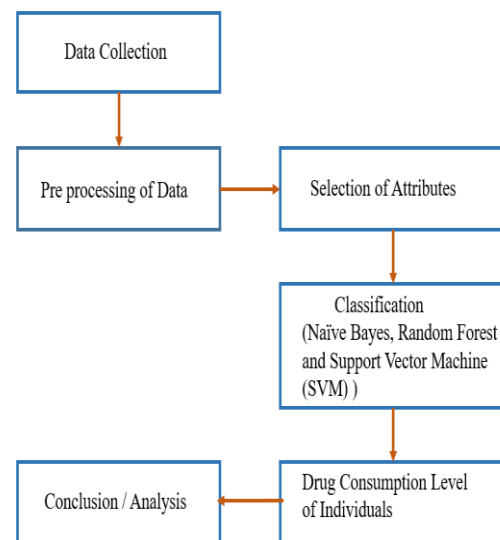 Data Collection
Pre processing of Data
Selection of Attributes
Classification
(Naïve Bayes, Random Forest
and Support Vector Machine
(SVM) )
Drug Consumption Level
of Individuals
Conclusion / Analysis